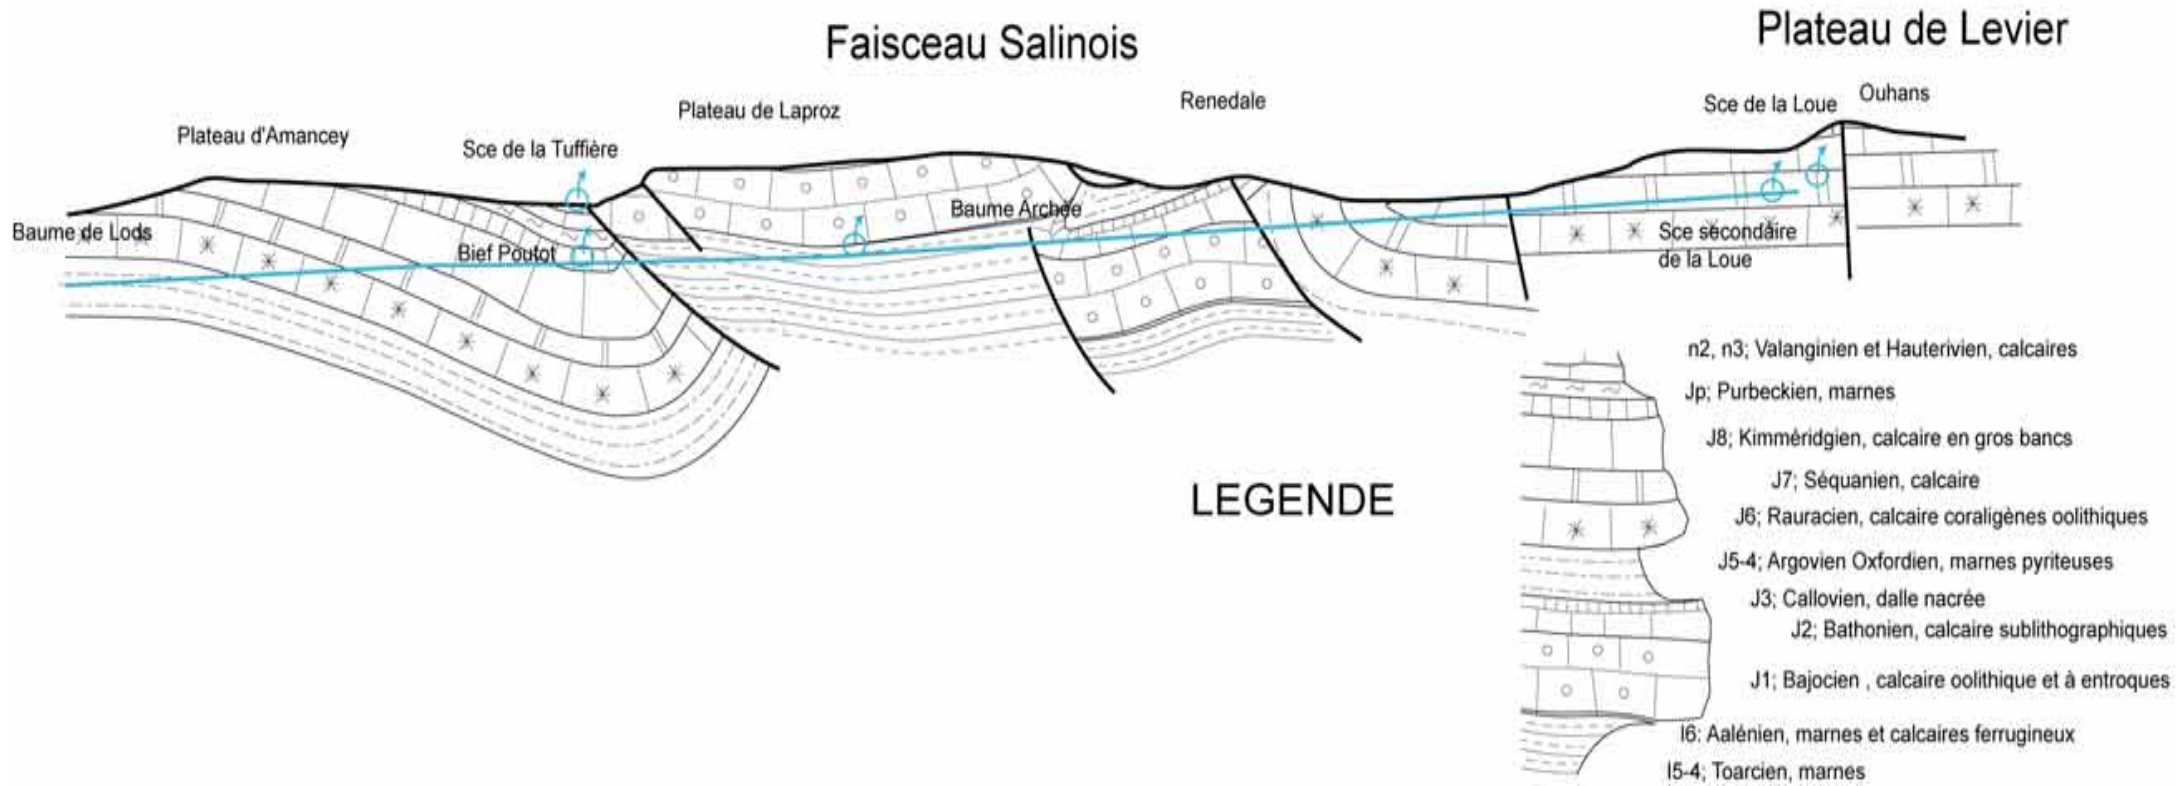 Faisceau Salinois
Plateau de Levier
Plateau d'Amancey
Sce de la Tuffière
Plateau de Laproz
Renedale
Sce de la Loue
Ouhans
Baume de Lods
Bief Poutot
Baume Archée
Sce secondaire
de la Loue
LEGENDE
n2, n3; Valanginien et Hauterivien, calcaires
Jp; Purbeckien, marnes
J8; Kimméridgien, calcaire en gros bancs
J7; Séquanien, calcaire
J6; Rauracien, calcaire coraligènes oolithiques
J5-4; Argovien Oxfordien, marnes pyriteuses
J3; Callovien, dalle nacrée
J2; Bathonien, calcaire sublithographiques
J1; Bajocien , calcaire oolithique et à entroques
I6: Aalénien, marnes et calcaires ferrugineux
I5-4; Toarcien, marnes